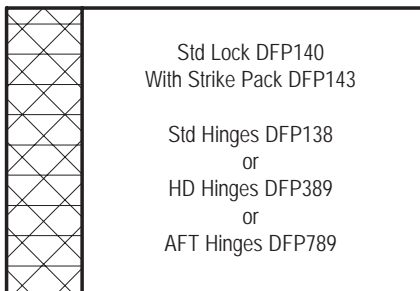 Std Lock DFP140
With Strike Pack DFP143
Std Hinges DFP138
or
HD Hinges DFP389
or
AFT Hinges DFP789